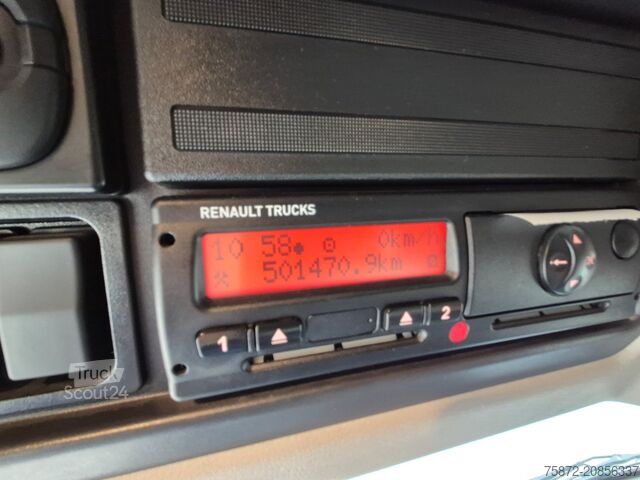 RENAULT TRUCKS
10 58 0km/h
501470.9km
1 2
Truck
Scout24
75872-20856337